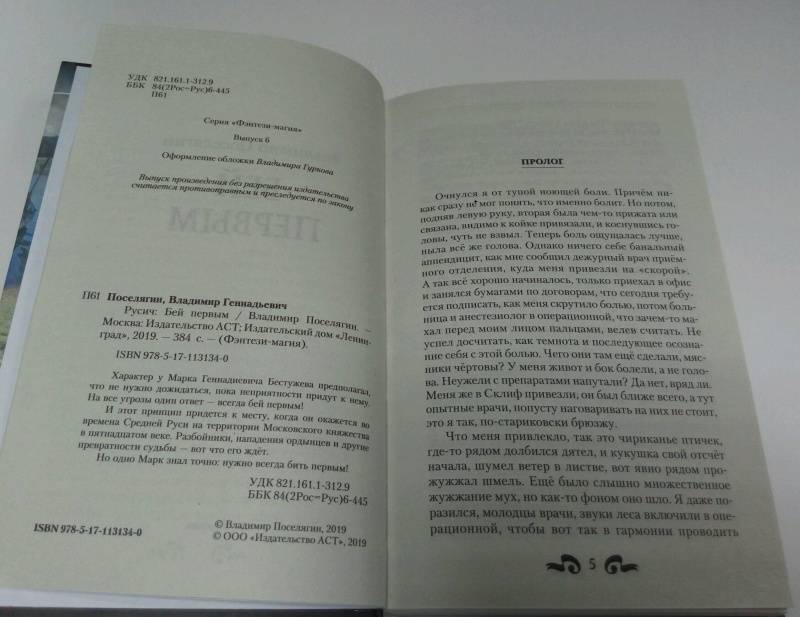 УДК 821.161.1-312.9
ББК 84(2Рос=Рус)6-445
П61
Серия «Фэнтези-магия»
Выпуск 6
Оформление обложки Владимира Гуркова
Выпуск произведения без разрешения издательства
считается противоправным и преследуется по закону
ПЕРВЫМ
П61 Поселягин, Владимир Геннадьевич
Русич: Бей первым / Владимир Поселягин. –
Москва: Издательство АСТ; Издательский дом «Ленин-
град», 2019. – 384 с. – (Фэнтези-магия).
ISBN 978-5-17-113134-0
Характер у Марка Геннадиевича Бестужева предполагал,
что не нужно дожидаться, пока неприятности придут к нему.
На все угрозы один ответ – всегда бей первым!
И этот принцип придется к месту, когда он окажется во
времена Средней Руси на территории Московского княжества
в пятнадцатом веке. Разбойники, нападения ордынцев и другие
превратности судьбы – вот что его ждёт.
Но одно Марк знал точно: нужно всегда бить первым!
УДК 821.161.1-312.9
ББК 84(2Рос=Рус)6-445
ISBN 978-5-17-113134-0
© Владимир Поселягин, 2019
© ООО «Издательство АСТ», 2019
ПРОЛОГ
Очнулся я от тупой ноющей боли. Причём ни-
как сразу не мог понять, что именно болит. Но потом,
подняв левую руку, вторая была чем-то прижата или
связана, видимо к койке привязали, и коснувшись го-
ловы, чуть не взвыл. Теперь боль ощущалась лучше,
ныла всё же голова. Однако ничего себе банальный
аппендицит, как мне сообщил дежурный врач приём-
ного отделения, куда меня привезли на «скорой».
А так всё хорошо начиналось, только приехал в офис
и занялся бумагами по договорам, что сегодня требу-
ется подписать, как меня скрутило болью, потом боль-
ница и анестезиолог в операционной, что зачем-то ма-
хал перед моим лицом пальцами, велев считать. Не
успел досчитать, как темнота и последующее осозна-
ние себя с этой болью. Чего они там ещё сделали, мяс-
ники чёртовы? У меня живот и бок болели, а не голо-
ва. Неужели с препаратами напутали? Да нет, вряд ли.
Меня же в Склиф привезли, он был ближе всего, а тут
опытные врачи, попусту наговаривать на них не стоит,
это я так, по-стариковски брюзжу.
Что меня привлекло, так это чириканье птичек,
где-то рядом долбился дятел, и кукушка свой отсчёт
начала, шумел ветер в листве, вот явно рядом про-
жужжал шмель. Ещё было слышно множественное
жужжание мух, но как-то фоном оно шло. Я даже по-
разился, молодцы врачи, звуки леса включили в опе-
рационной, чтобы вот так в гармонии проводить
5